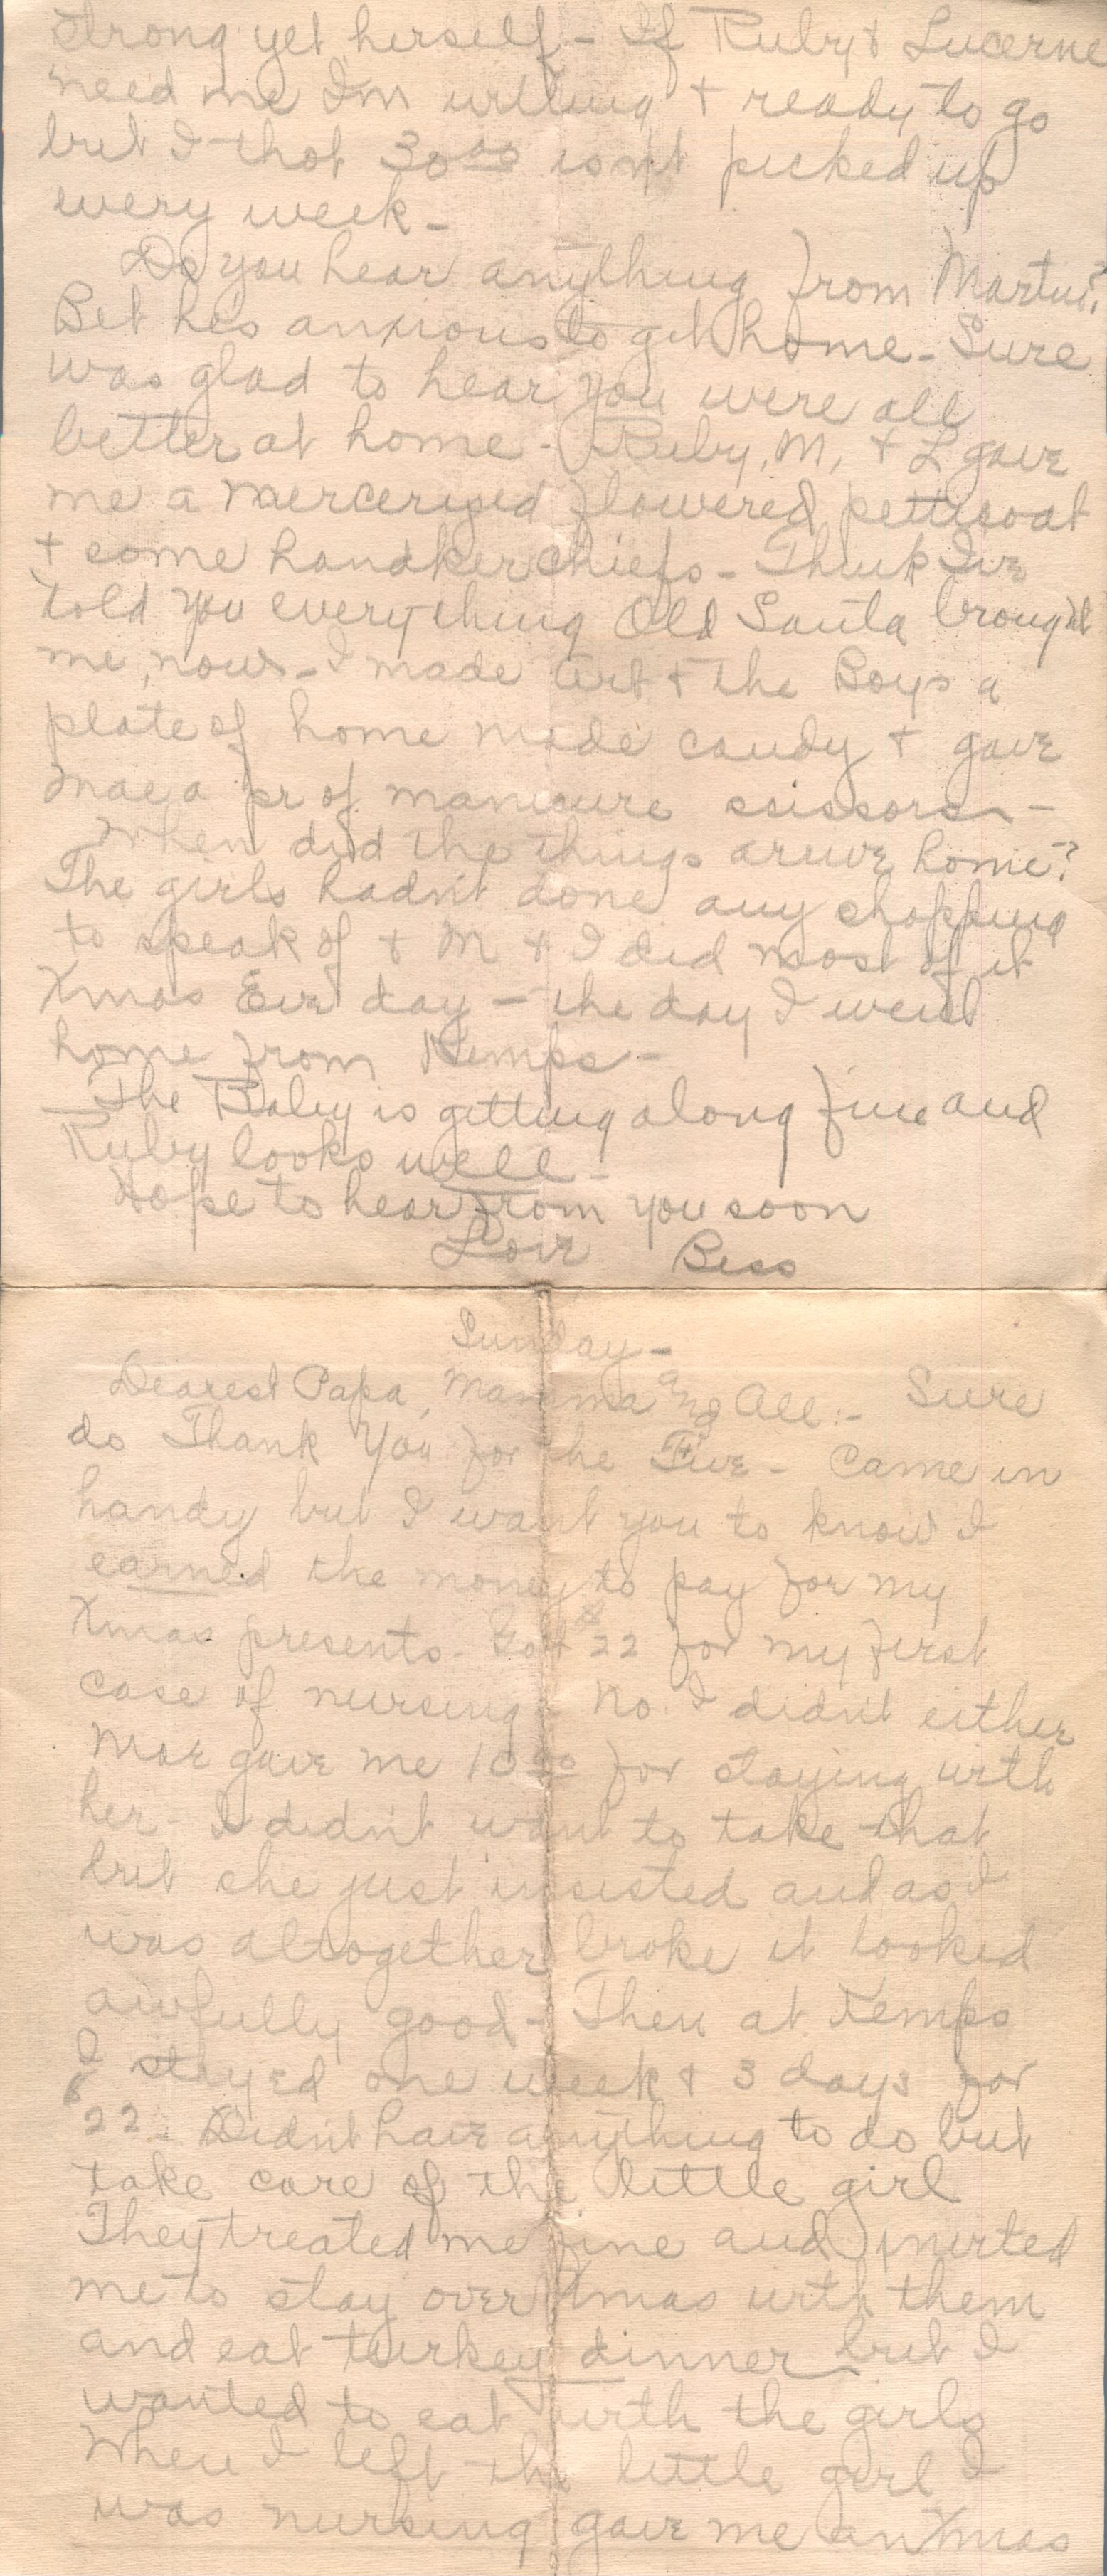 strong yet herself - If Ruby & Lucerne
need me I'm willing + ready to go
but I thot 30⁰⁰ isn't picked up
every week -
Do you hear anything from Martin?
Bet hes anxious to get home - Sure
was glad to hear you were all
better at home - Ruby, M, + L gave
me a mercerized flowered petticoat
+ some handkerchiefs - Think I've
told you everything Old Santa brought
me, now - I made Art + the Boys a
plate of home made candy + gave
Mae a pr of manicure scissors -
When did the things arrive home?
The girls hadn't done any shopping
to speak of + M + I did most of it
Xmas Eve day - the day I went
home from Kemps -
The Baby is getting along fine and
Ruby looks well -
Hope to hear from you soon
Love Bess
Sunday -
Dearest Papa, Mamma and All:- Sure
do Thank You for the Five - Came in
handy but I want you to know I
earned the money to pay for my
Xmas presents - Got $22 for my first
case of nursing - No I didn't either
Mae gave me 10⁰⁰ for staying with
her - I didn't want to take that
but she just insisted and as I
was altogether broke it looked
awfully good - Then at Kemps
I stayed one week + 3 days for
$22. Didn't have anything to do but
take care of the little girl
They treated me fine and invited
me to stay over Xmas with them
and eat turkey dinner but I
wanted to eat with the girls
When I left the little girl I
was nursing gave me an Xmas